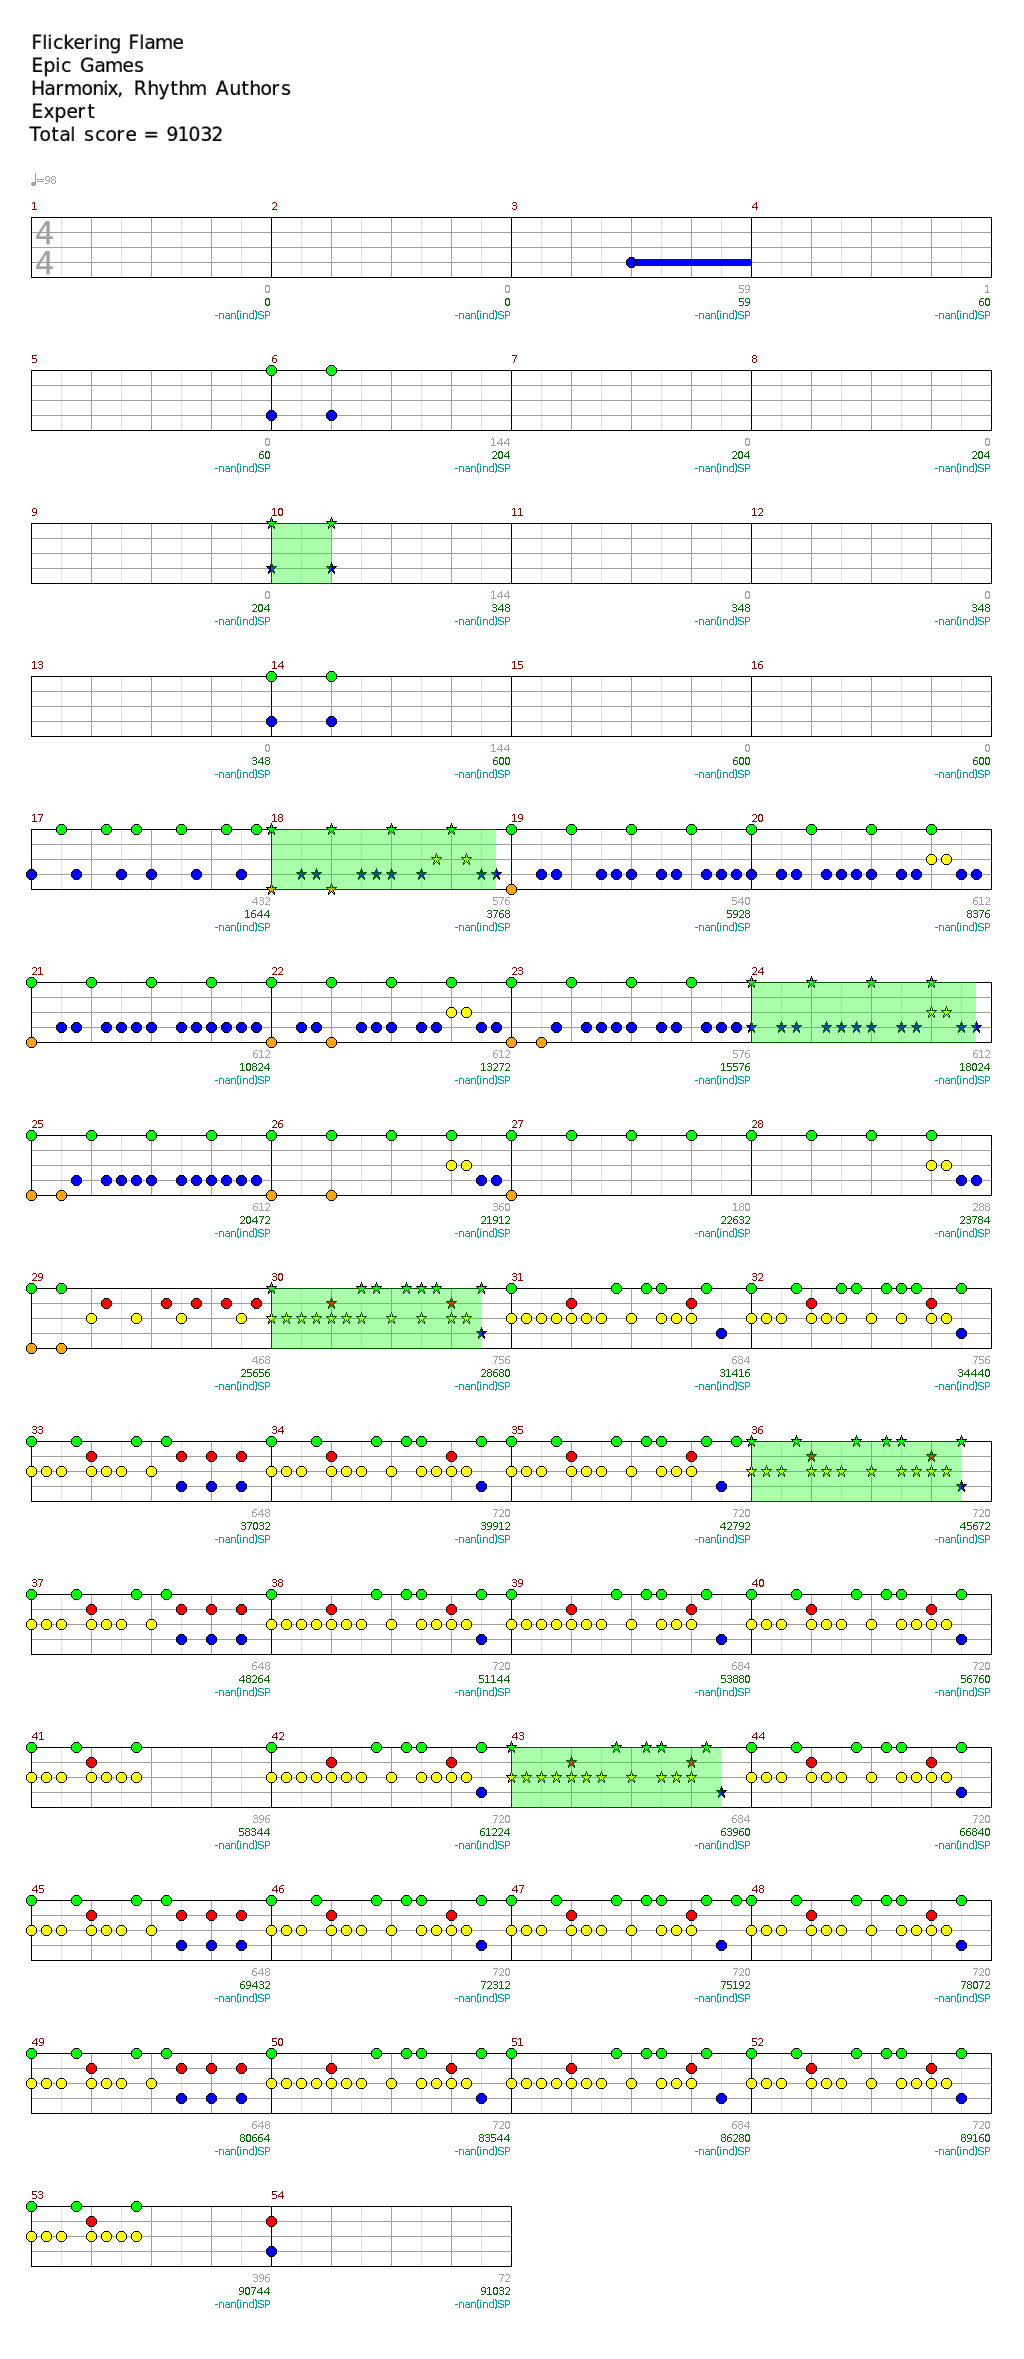 Flickering Flame
Epic Games
Harmonix, Rhythm Authors
Expert
Total score = 91032
♩=98
1 2 3 4
4
4
0 0 59 1
0 0 59 60
-nan(ind)SP -nan(ind)SP -nan(ind)SP -nan(ind)SP
5 6 7 8
0 144 0 0
60 204 204 204
-nan(ind)SP -nan(ind)SP -nan(ind)SP -nan(ind)SP
9 10 11 12
0 144 0 0
204 348 348 348
-nan(ind)SP -nan(ind)SP -nan(ind)SP -nan(ind)SP
13 14 15 16
0 144 0 0
348 600 600 600
-nan(ind)SP -nan(ind)SP -nan(ind)SP -nan(ind)SP
17 18 19 20
432 576 540 612
1644 3768 5928 8376
-nan(ind)SP -nan(ind)SP -nan(ind)SP -nan(ind)SP
21 22 23 24
612 612 576 612
10824 13272 15576 18024
-nan(ind)SP -nan(ind)SP -nan(ind)SP -nan(ind)SP
25 26 27 28
612 360 180 288
20472 21912 22632 23784
-nan(ind)SP -nan(ind)SP -nan(ind)SP -nan(ind)SP
29 30 31 32
468 756 684 756
25656 28680 31416 34440
-nan(ind)SP -nan(ind)SP -nan(ind)SP -nan(ind)SP
33 34 35 36
648 720 720 720
37032 39912 42792 45672
-nan(ind)SP -nan(ind)SP -nan(ind)SP -nan(ind)SP
37 38 39 40
648 720 684 720
48264 51144 53880 56760
-nan(ind)SP -nan(ind)SP -nan(ind)SP -nan(ind)SP
41 42 43 44
396 720 684 720
58344 61224 63960 66840
-nan(ind)SP -nan(ind)SP -nan(ind)SP -nan(ind)SP
45 46 47 48
648 720 720 720
69432 72312 75192 78072
-nan(ind)SP -nan(ind)SP -nan(ind)SP -nan(ind)SP
49 50 51 52
648 720 684 720
80664 83544 86280 89160
-nan(ind)SP -nan(ind)SP -nan(ind)SP -nan(ind)SP
53 54
396 72
90744 91032
-nan(ind)SP -nan(ind)SP